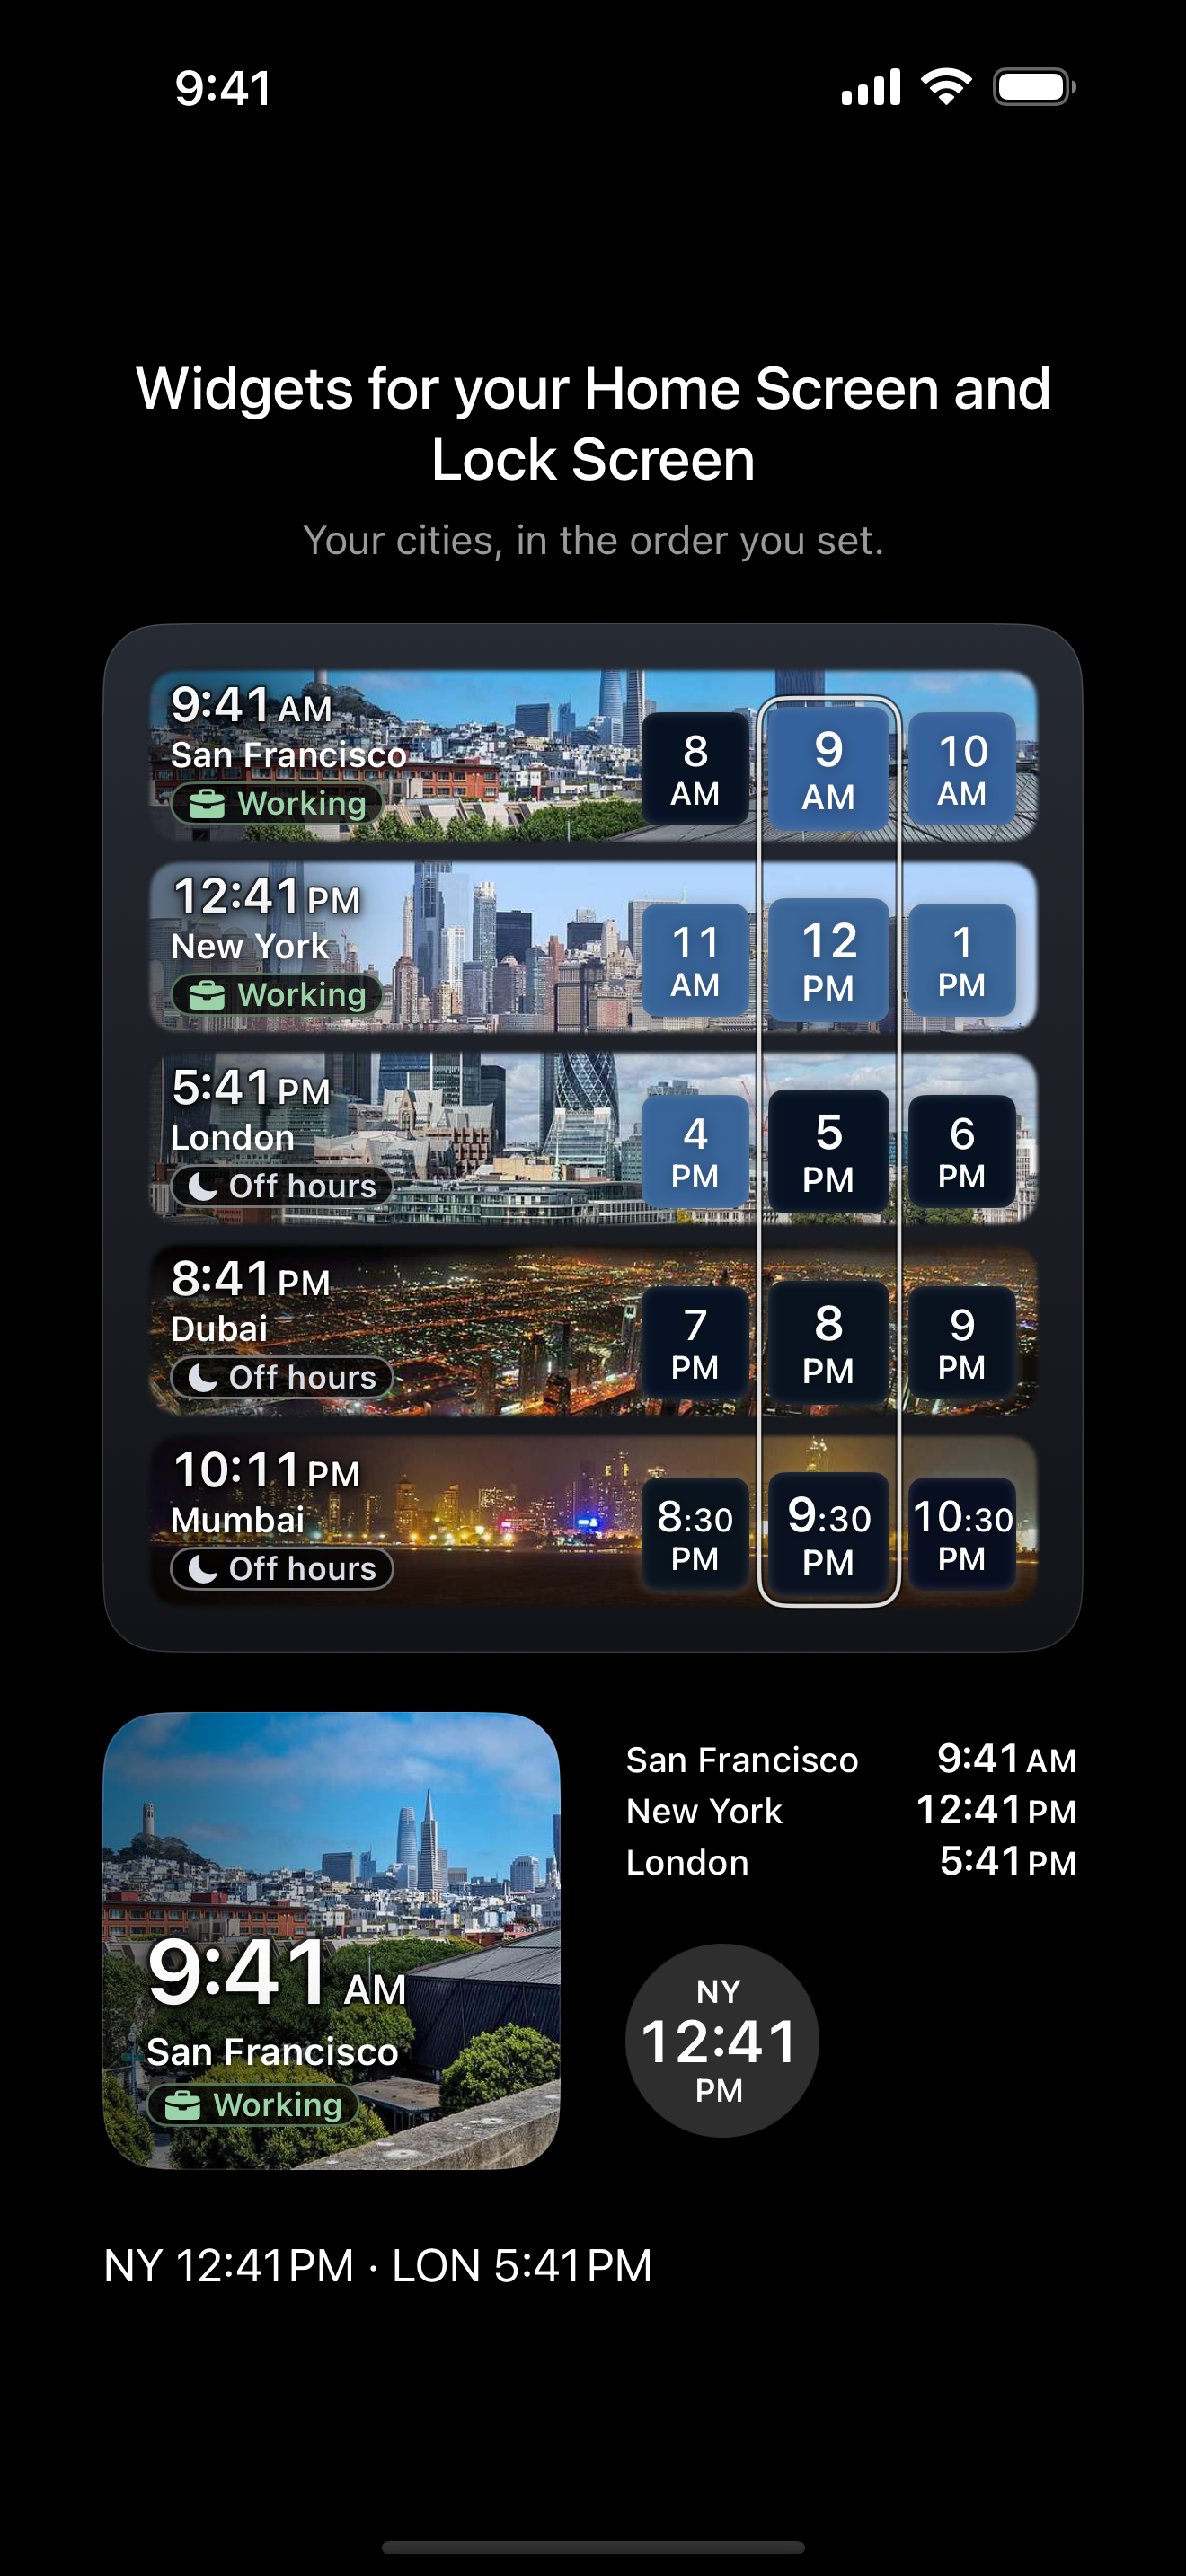 9:41
Widgets for your Home Screen and
Lock Screen
Your cities, in the order you set.
9:41 AM
San Francisco
Working
8 AM
9 AM
10 AM
12:41 PM
New York
Working
11 AM
12 PM
1 PM
5:41 PM
London
Off hours
4 PM
5 PM
6 PM
8:41 PM
Dubai
Off hours
7 PM
8 PM
9 PM
10:11 PM
Mumbai
Off hours
8:30 PM
9:30 PM
10:30 PM
9:41 AM
San Francisco
Working
San Francisco 9:41 AM
New York 12:41 PM
London 5:41 PM
NY
12:41
PM
NY 12:41 PM · LON 5:41 PM